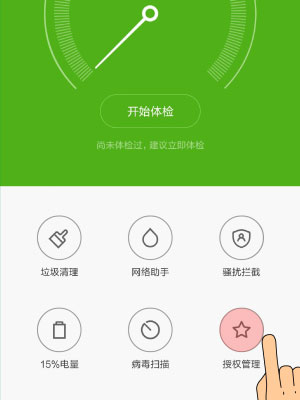 开始体检
尚未体检过，建议立即体检
垃圾清理
网络助手
骚扰拦截
15%电量
病毒扫描
授权管理